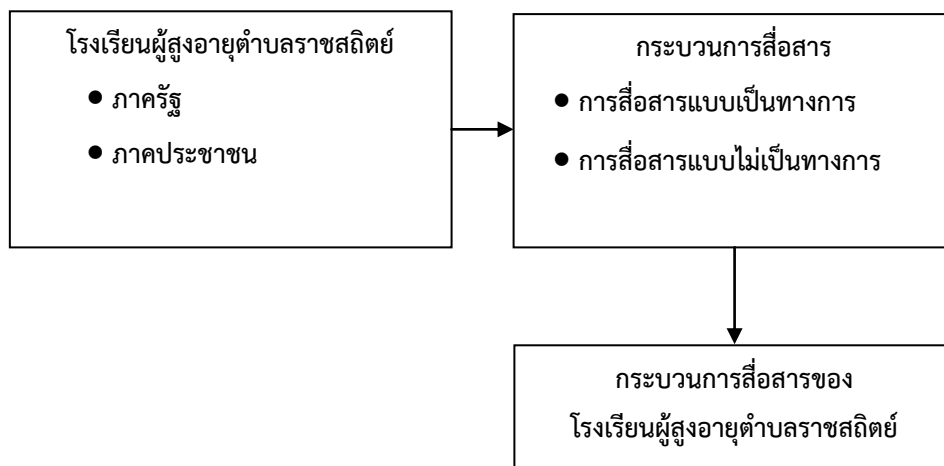 โรงเรียนผู้สูงอายุตำบลราชสถิตย์
● ภาครัฐ
● ภาคประชาชน
กระบวนการสื่อสาร
● การสื่อสารแบบเป็นทางการ
● การสื่อสารแบบไม่เป็นทางการ
กระบวนการสื่อสารของ
โรงเรียนผู้สูงอายุตำบลราชสถิตย์